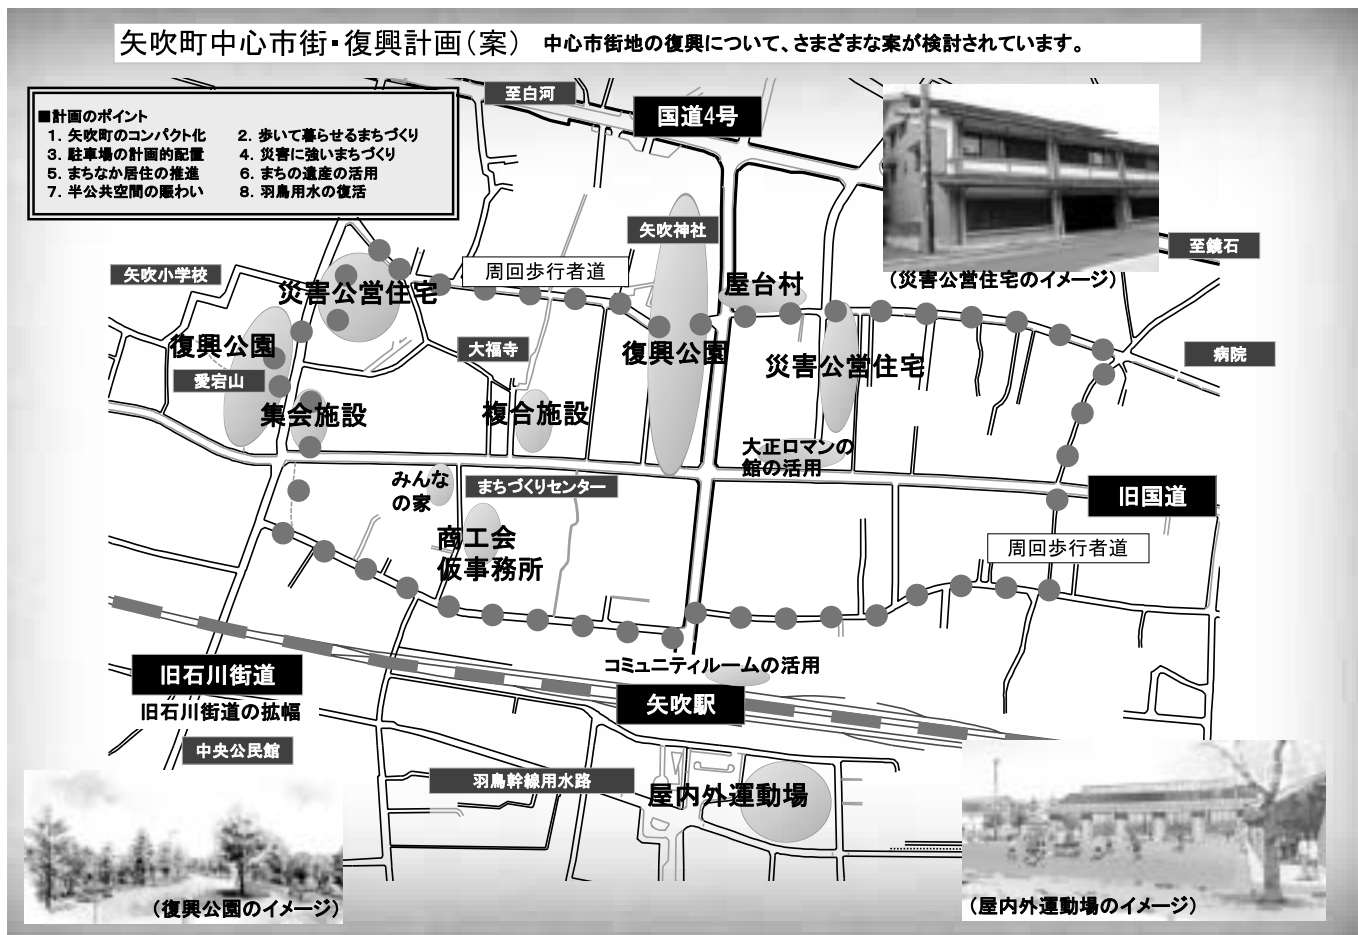 矢吹町中心市街・復興計画（案） 中心市街地の復興について、さまざまな案が検討されています。
■計画のポイント
1. 矢吹町のコンパクト化 2. 歩いて暮らせるまちづくり
3. 駐車場の計画的配置 4. 災害に強いまちづくり
5. まちなか居住の推進 6. まちの遺産の活用
7. 半公共空間の賑わい 8. 羽鳥用水の復活
至白河
国道4号
矢吹神社
至鏡石
（災害公営住宅のイメージ）
矢吹小学校
周回歩行者道
災害公営住宅
屋台村
復興公園
大福寺
復興公園
災害公営住宅
病院
愛宕山
集会施設
複合施設
大正ロマンの
館の活用
みんな
の家
まちづくりセンター
旧国道
商工会
仮事務所
周回歩行者道
コミュニティルームの活用
旧石川街道
旧石川街道の拡幅
矢吹駅
中央公民館
羽鳥幹線用水路
屋内外運動場
（復興公園のイメージ）
（屋内外運動場のイメージ）